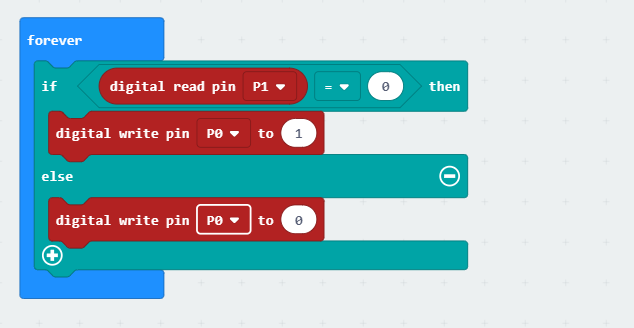 forever
if digital read pin P1 = 0 then
digital write pin P0 to 1
else
digital write pin P0 to 0